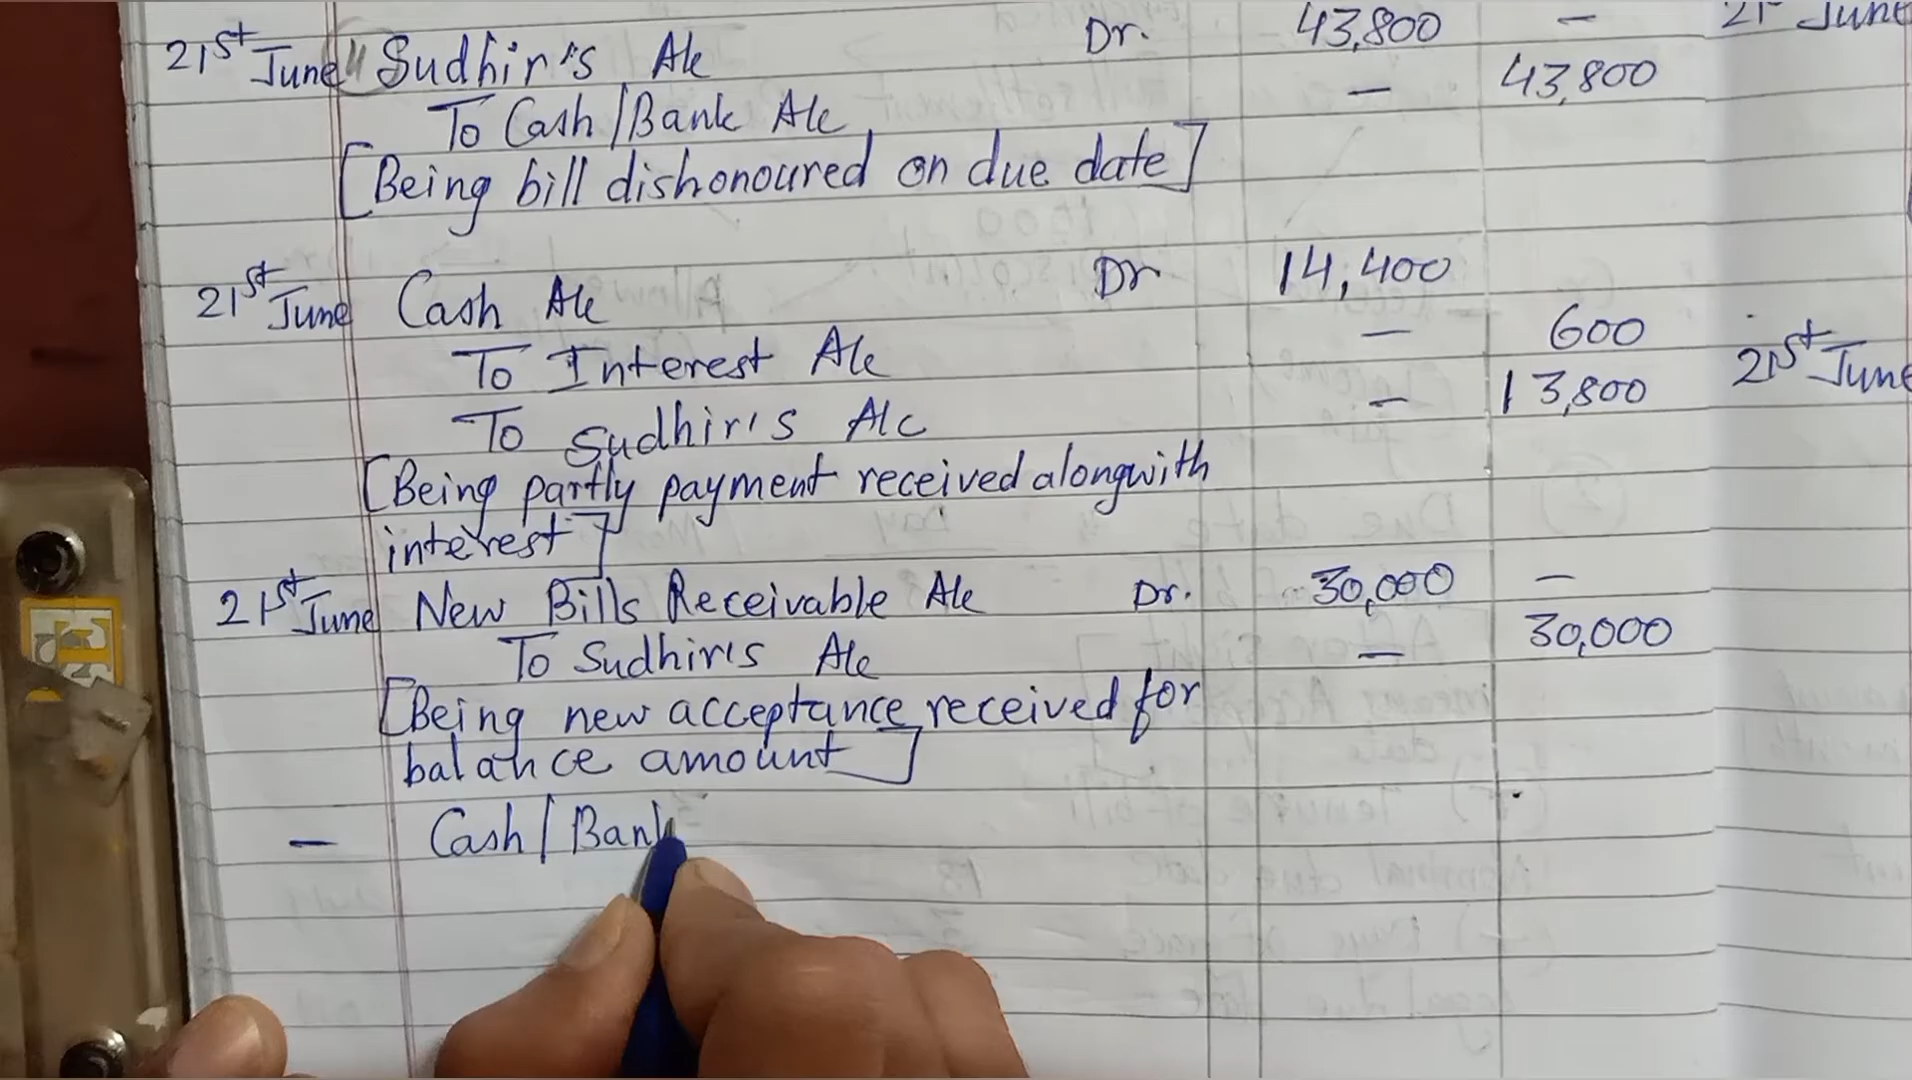 21st June Sudhir's A/c Dr. 43,800 — 21st June
To Cash/Bank A/c — 43,800
[Being bill dishonoured on due date]
21st June Cash A/c Dr 14,400
To Interest A/c — 600
To Sudhir's A/c — 13,800 21st June
[Being partly payment received alongwith
interest]
21st June New Bills Receivable A/c Dr. 30,000 —
To Sudhir's A/c — 30,000
[Being new acceptance received for
balance amount]
— Cash/Bank